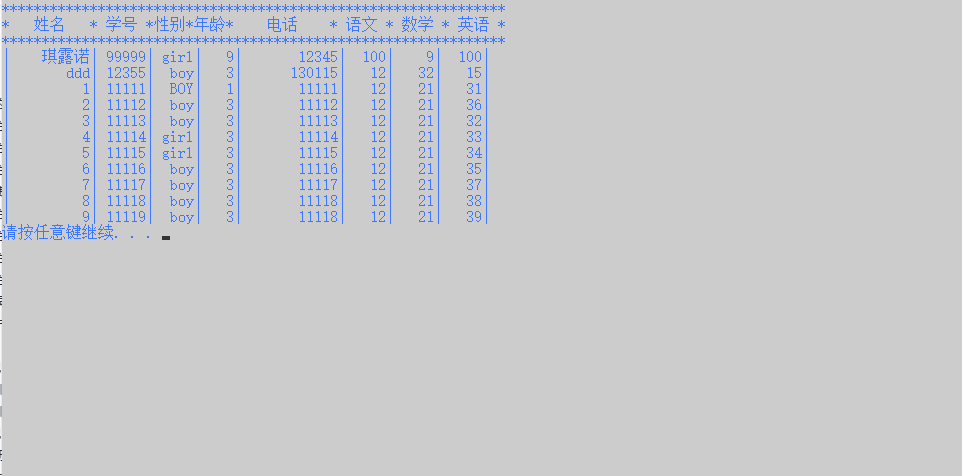 ***************************************************************
*   姓名   * 学号 *性别*年龄*    电话    * 语文 * 数学 * 英语 *
***************************************************************
|    琪露诺| 99999| girl|   9|            12345|  100|    9|  100|
|       ddd| 12355|  boy|   3|           130115|   12|   32|   15|
|         1| 11111|  BOY|   1|            11111|   12|   21|   31|
|         2| 11112|  boy|   3|            11112|   12|   21|   36|
|         3| 11113|  boy|   3|            11113|   12|   21|   32|
|         4| 11114| girl|   3|            11114|   12|   21|   33|
|         5| 11115| girl|   3|            11115|   12|   21|   34|
|         6| 11116|  boy|   3|            11116|   12|   21|   35|
|         7| 11117|  boy|   3|            11117|   12|   21|   37|
|         8| 11118|  boy|   3|            11118|   12|   21|   38|
|         9| 11119|  boy|   3|            11118|   12|   21|   39|
请按任意键继续. . .